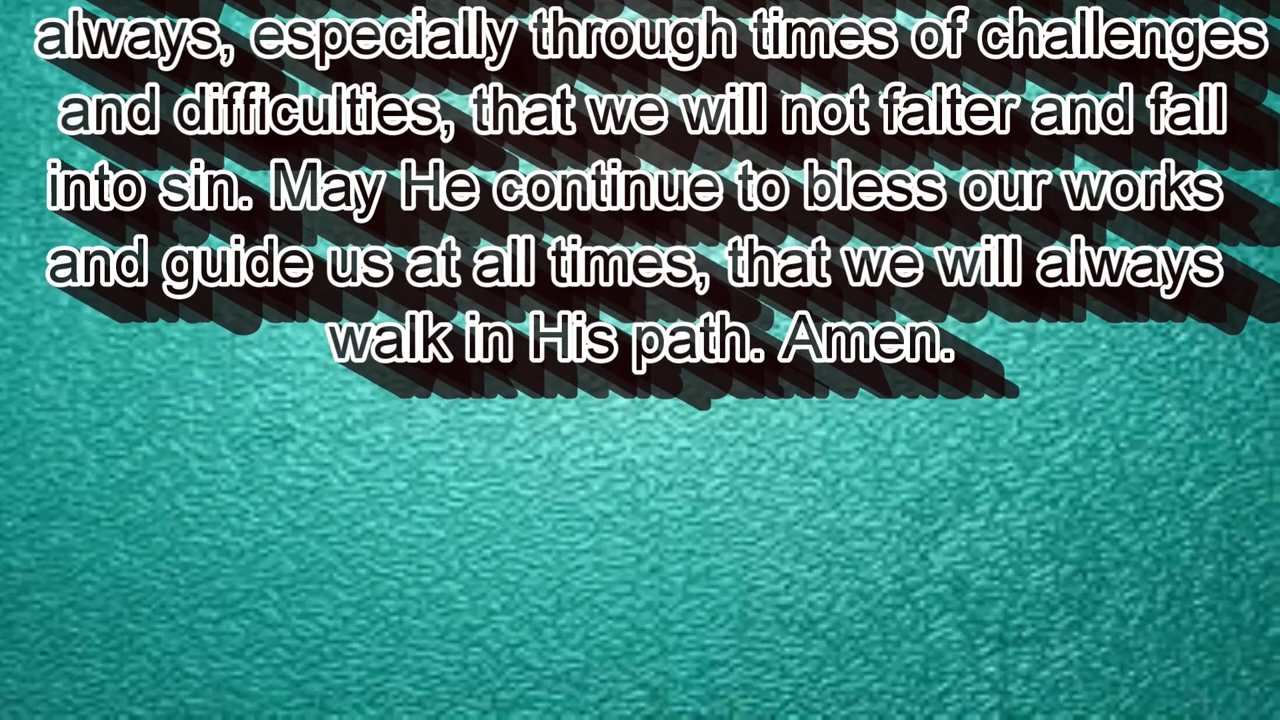 always, especially through times of challenges
and difficulties, that we will not falter and fall
into sin. May He continue to bless our works
and guide us at all times, that we will always
walk in His path. Amen.